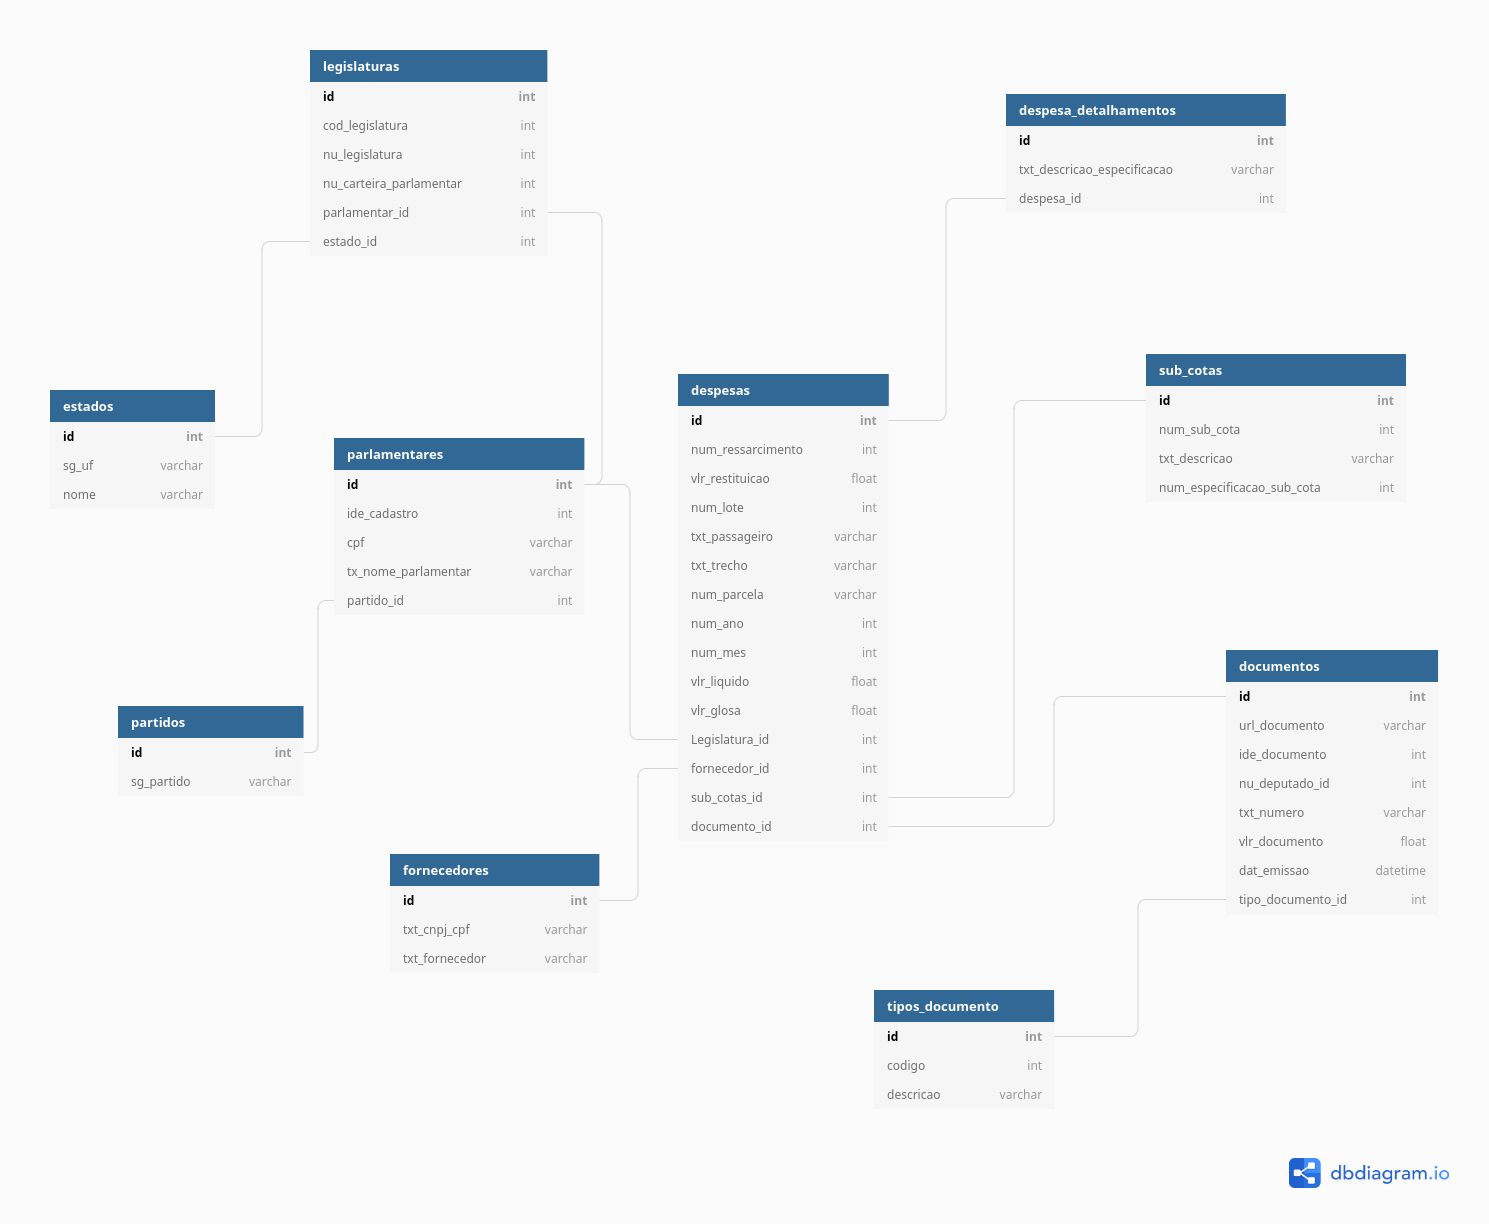 legislaturas
id int
cod_legislatura int
nu_legislatura int
nu_carteira_parlamentar int
parlamentar_id int
estado_id int
despesa_detalhamentos
id int
txt_descricao_especificacao varchar
despesa_id int
estados
id int
sg_uf varchar
nome varchar
parlamentares
id int
ide_cadastro int
cpf varchar
tx_nome_parlamentar varchar
partido_id int
despesas
id int
num_ressarcimento int
vlr_restituicao float
num_lote int
txt_passageiro varchar
txt_trecho varchar
num_parcela varchar
num_ano int
num_mes int
vlr_liquido float
vlr_glosa float
Legislatura_id int
fornecedor_id int
sub_cotas_id int
documento_id int
sub_cotas
id int
num_sub_cota int
txt_descricao varchar
num_especificacao_sub_cota int
partidos
id int
sg_partido varchar
documentos
id int
url_documento varchar
ide_documento int
nu_deputado_id int
txt_numero varchar
vlr_documento float
dat_emissao datetime
tipo_documento_id int
fornecedores
id int
txt_cnpj_cpf varchar
txt_fornecedor varchar
tipos_documento
id int
codigo int
descricao varchar
dbdiagram.io